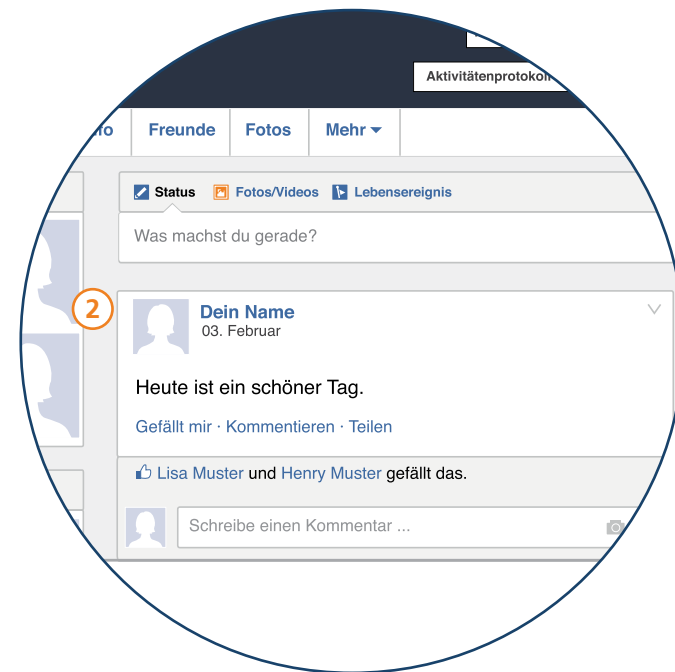 Aktivitätenprotokoll
Freunde Fotos Mehr
Status Fotos/Videos Lebensereignis
Was machst du gerade?
2
Dein Name
03. Februar
Heute ist ein schöner Tag.
Gefällt mir · Kommentieren · Teilen
Lisa Muster und Henry Muster gefällt das.
Schreibe einen Kommentar ...